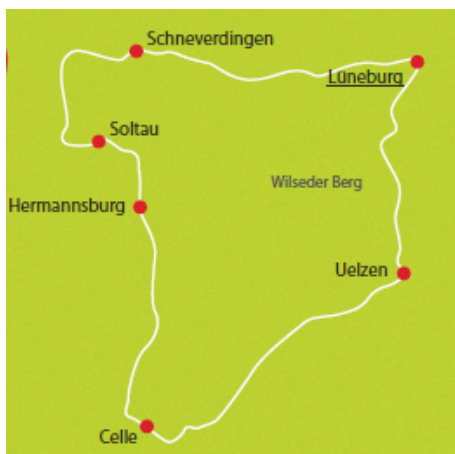 Schneverdingen
Lüneburg
Soltau
Wilseder Berg
Hermannsburg
Uelzen
Celle